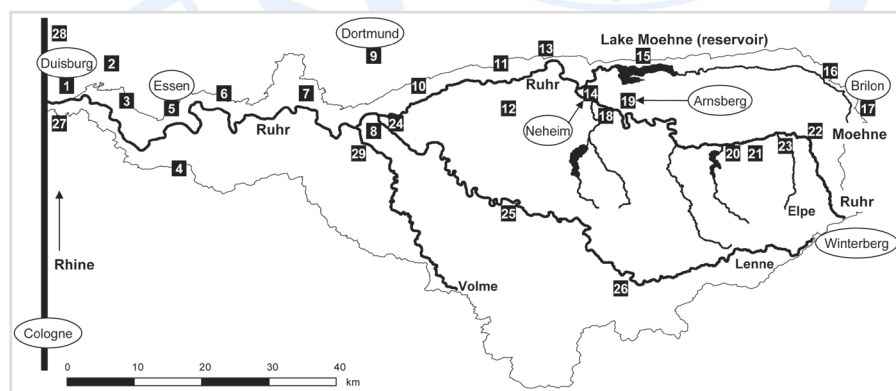 28
Dortmund
13
Lake Moehne (reservoir)
15
Duisburg
2
9
11
16
1
Essen
6
10
Ruhr
14
Brilon
3
5
7
12
19
Arnsberg
17
27
Ruhr
8
24
Neheim
18
22
Moehne
29
20
21
23
4
25
Elpe
Ruhr
Rhine
Winterberg
Volme
26
Lenne
Cologne
0
10
20
30
40
km